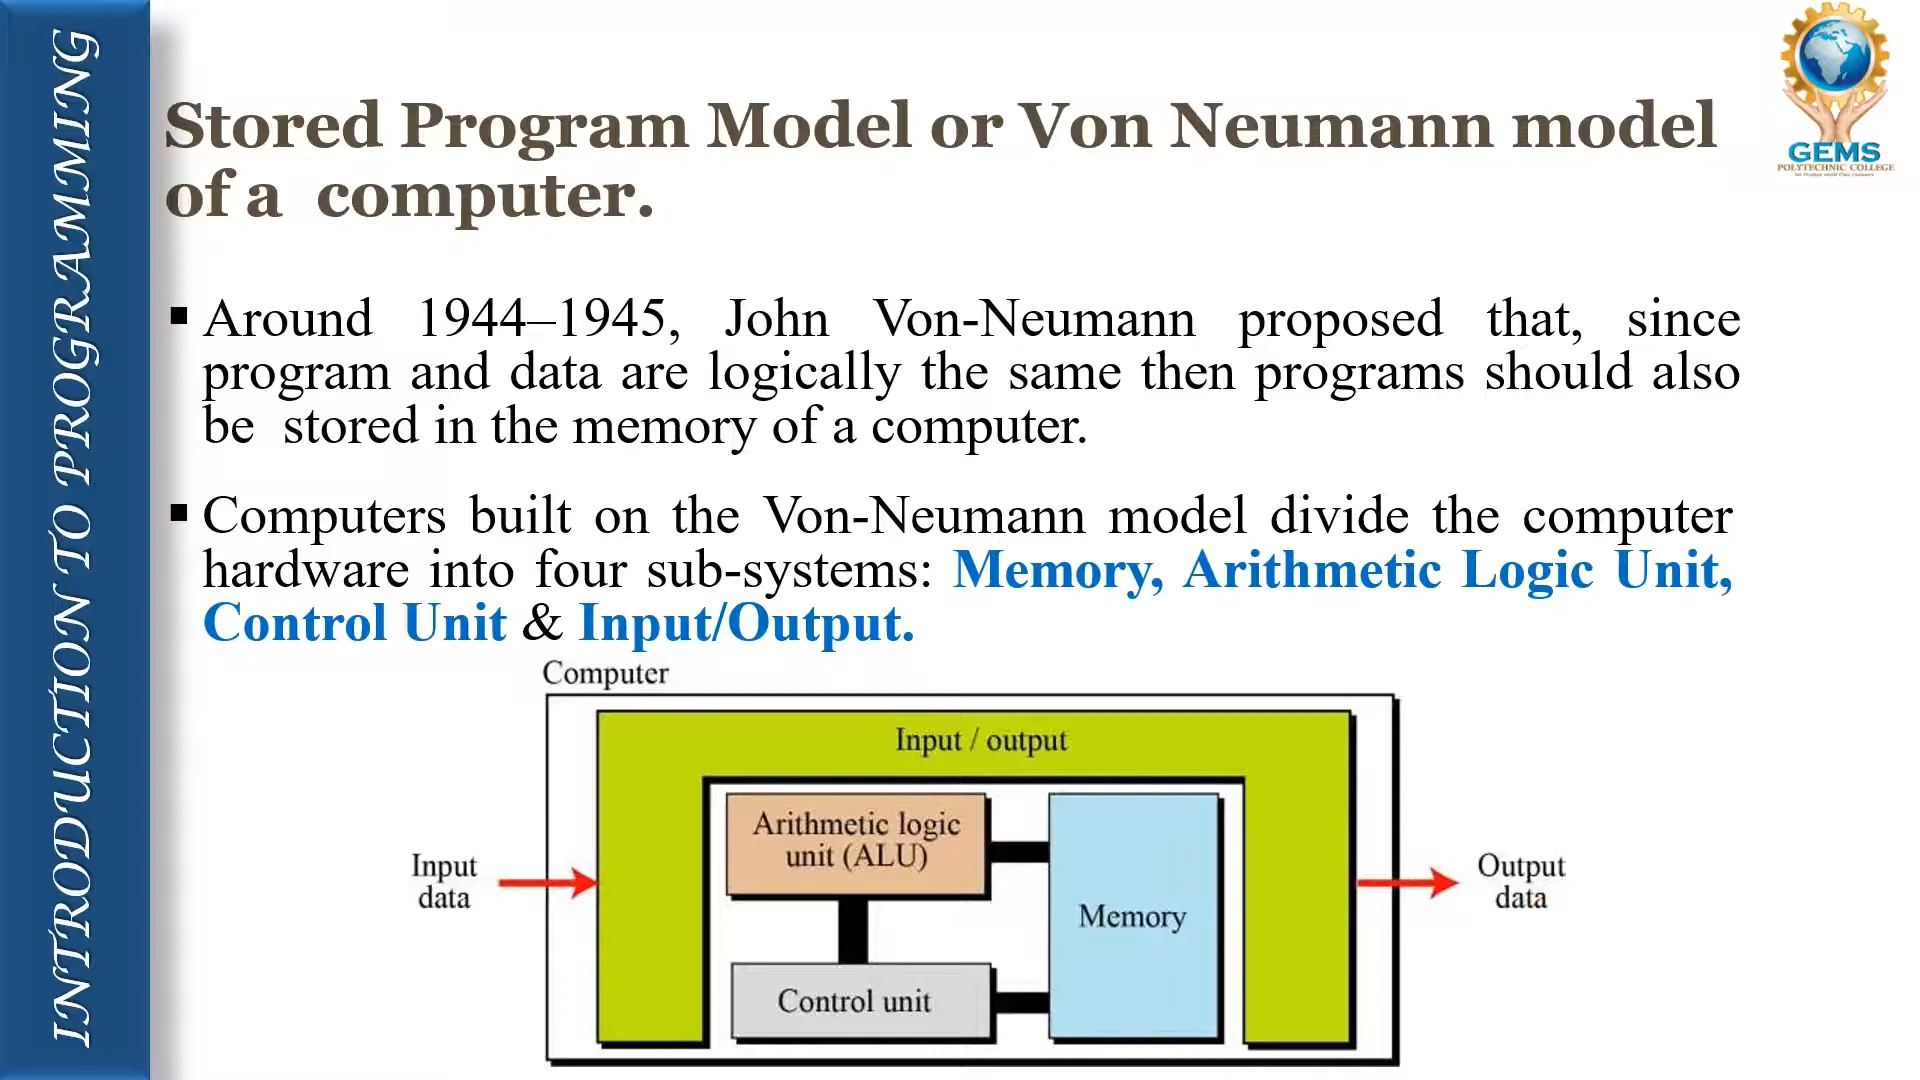 INTRODUCTION TO PROGRAMMING
Stored Program Model or Von Neumann model
of a computer.
GEMS
POLYTECHNIC COLLEGE
▪ Around 1944–1945, John Von-Neumann proposed that, since
program and data are logically the same then programs should also
be stored in the memory of a computer.
▪ Computers built on the Von-Neumann model divide the computer
hardware into four sub-systems: Memory, Arithmetic Logic Unit,
Control Unit & Input/Output.
Computer
Input / output
Arithmetic logic
unit (ALU)
Memory
Control unit
Input
data
Output
data